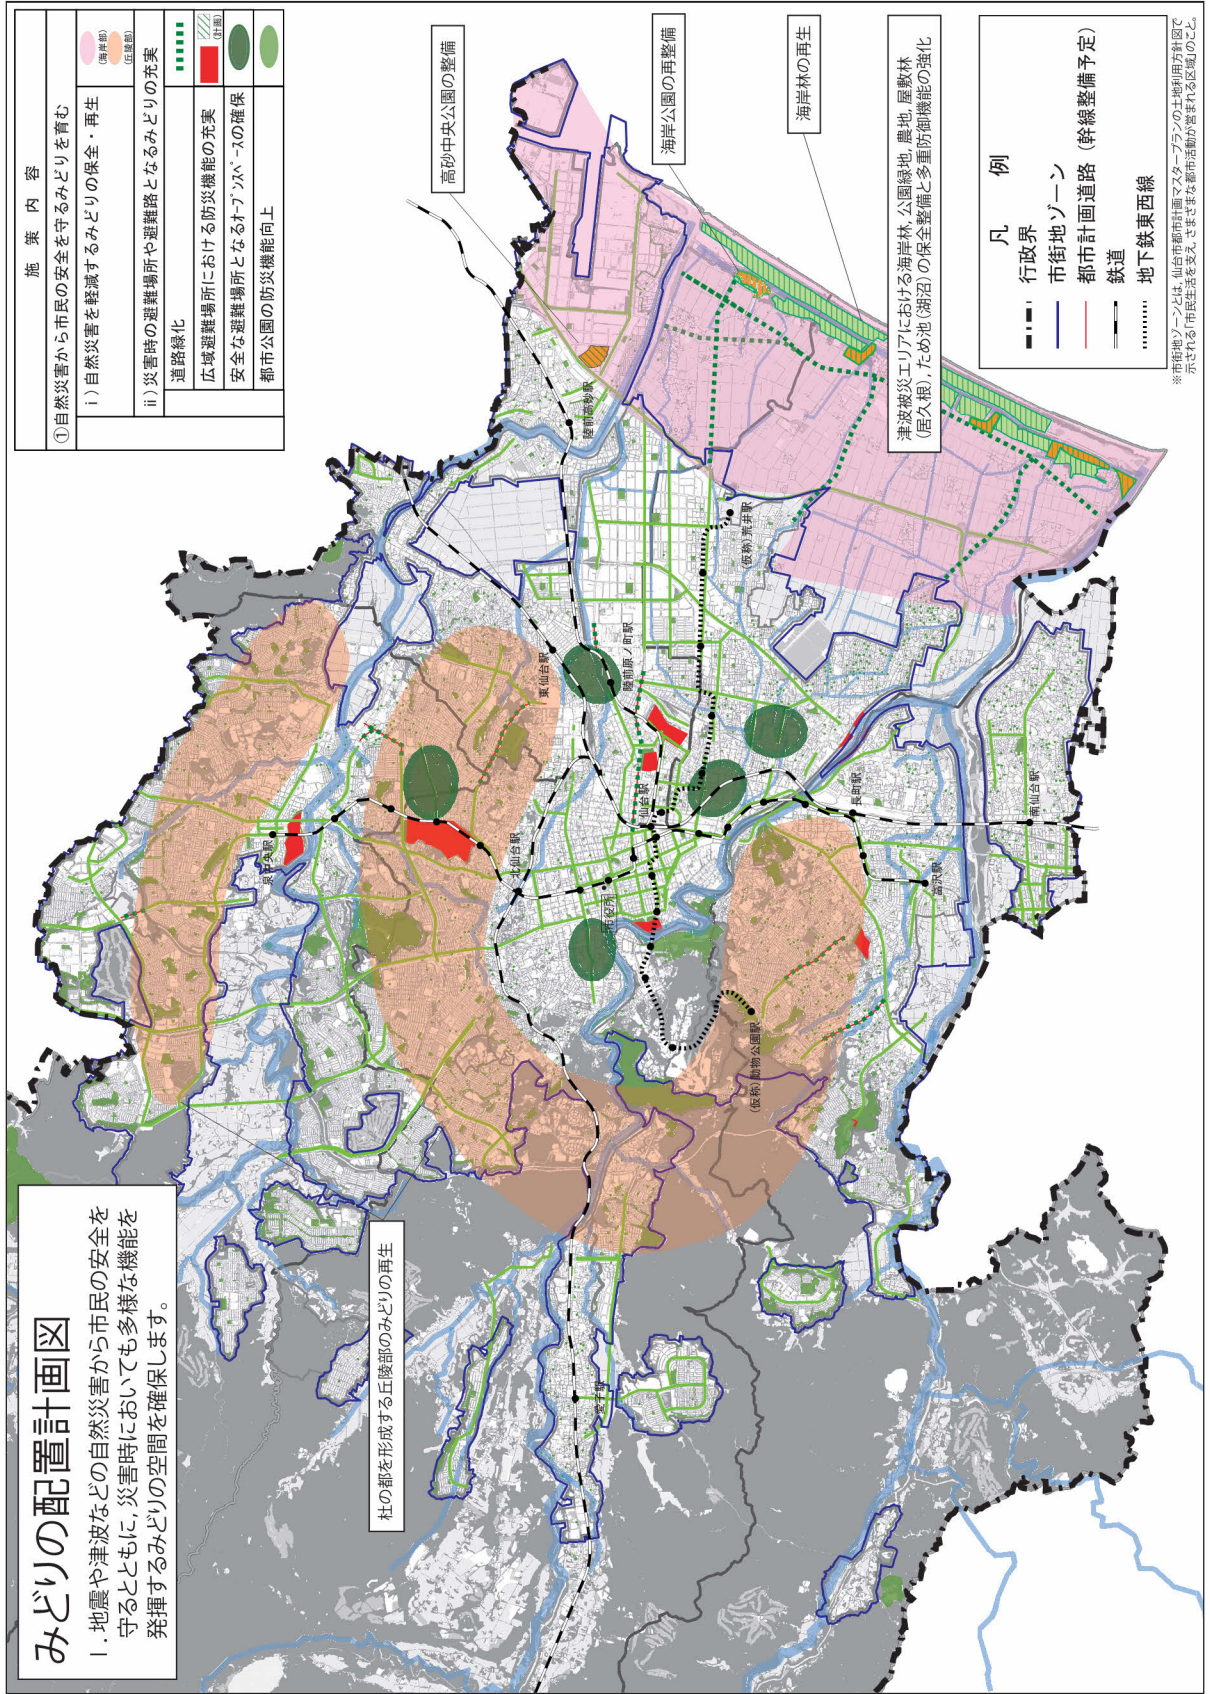 みどりの配置計画図
1．地震や津波などの自然災害から市民の安全を
守るとともに，災害時においても多様な機能を
発揮するみどりの空間を確保します。
施策内容
①自然災害から市民の安全を守るみどりを育む
ⅰ）自然災害を軽減するみどりの保全・再生
(海岸部)
(丘陵部)
ⅱ）災害時の避難場所や避難路となるみどりの充実
道路緑化
広域避難場所における防災機能の充実
(計画)
安全な避難場所となるオープンスペースの確保
都市公園の防災機能向上
高砂中央公園の整備
海岸公園の再整備
海岸林の再生
津波被災エリアにおける海岸林，公園緑地，農地，屋敷林
（居久根），ため池（湖沼）の保全整備と多重防御機能の強化
杜の都を形成する丘陵部のみどりの再生
泉中央駅
北仙台駅
東仙台駅
陸前原ノ町駅
陸前高砂駅
(仮称)荒井駅
仙台駅
市役所
長町駅
富沢駅
南仙台駅
(仮称)動物公園駅
愛子駅
凡例
行政界
市街地ゾーン
都市計画道路（幹線整備予定）
鉄道
地下鉄東西線
※市街地ゾーンとは，仙台市都市計画マスタープランの土地利用方針図で
示される「市民生活を支え，さまざまな都市活動が営まれる区域」のこと。